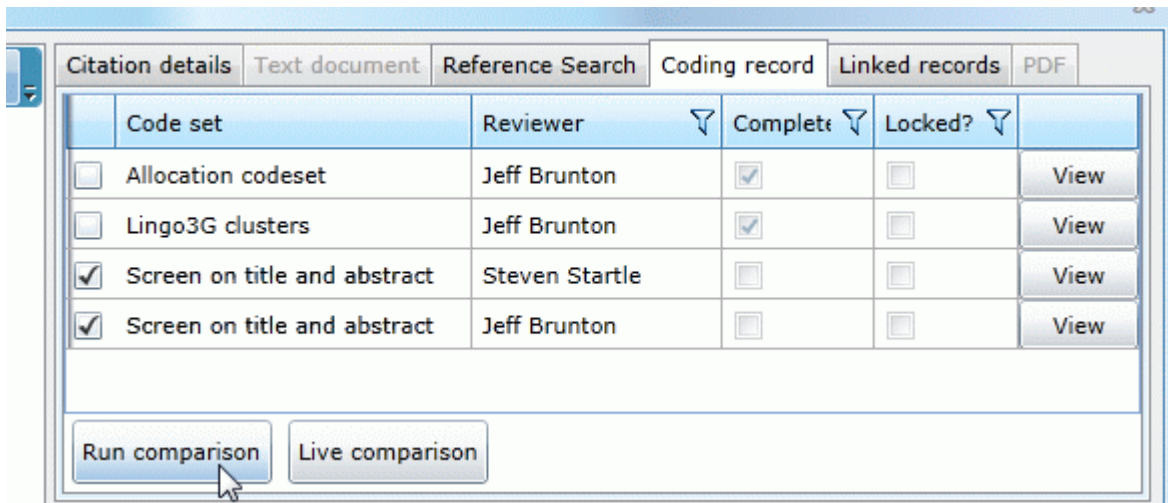 Citation details Text document Reference Search Coding record Linked records PDF
Code set Reviewer Complete Locked?
Allocation codeset Jeff Brunton View
Lingo3G clusters Jeff Brunton View
Screen on title and abstract Steven Startle View
Screen on title and abstract Jeff Brunton View
Run comparison Live comparison